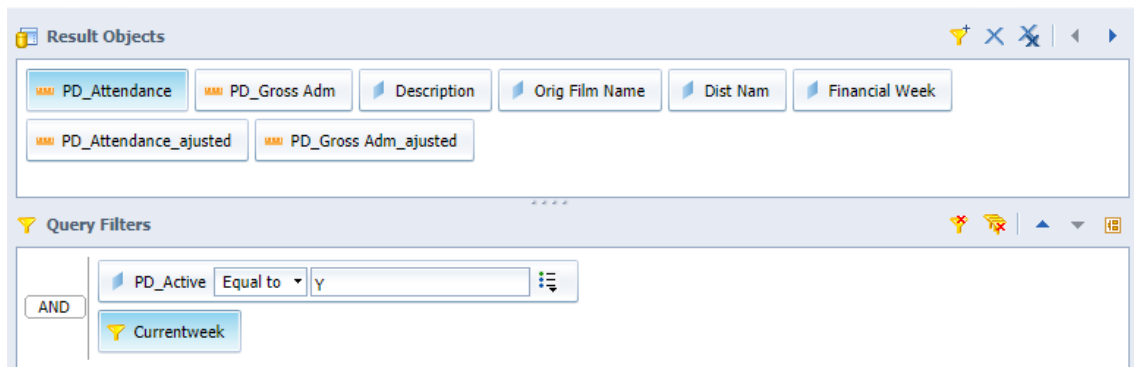 Result Objects
PD_Attendance PD_Gross Adm Description Orig Film Name Dist Nam Financial Week
PD_Attendance_ajusted PD_Gross Adm_ajusted
Query Filters
PD_Active Equal to Y
AND
Currentweek